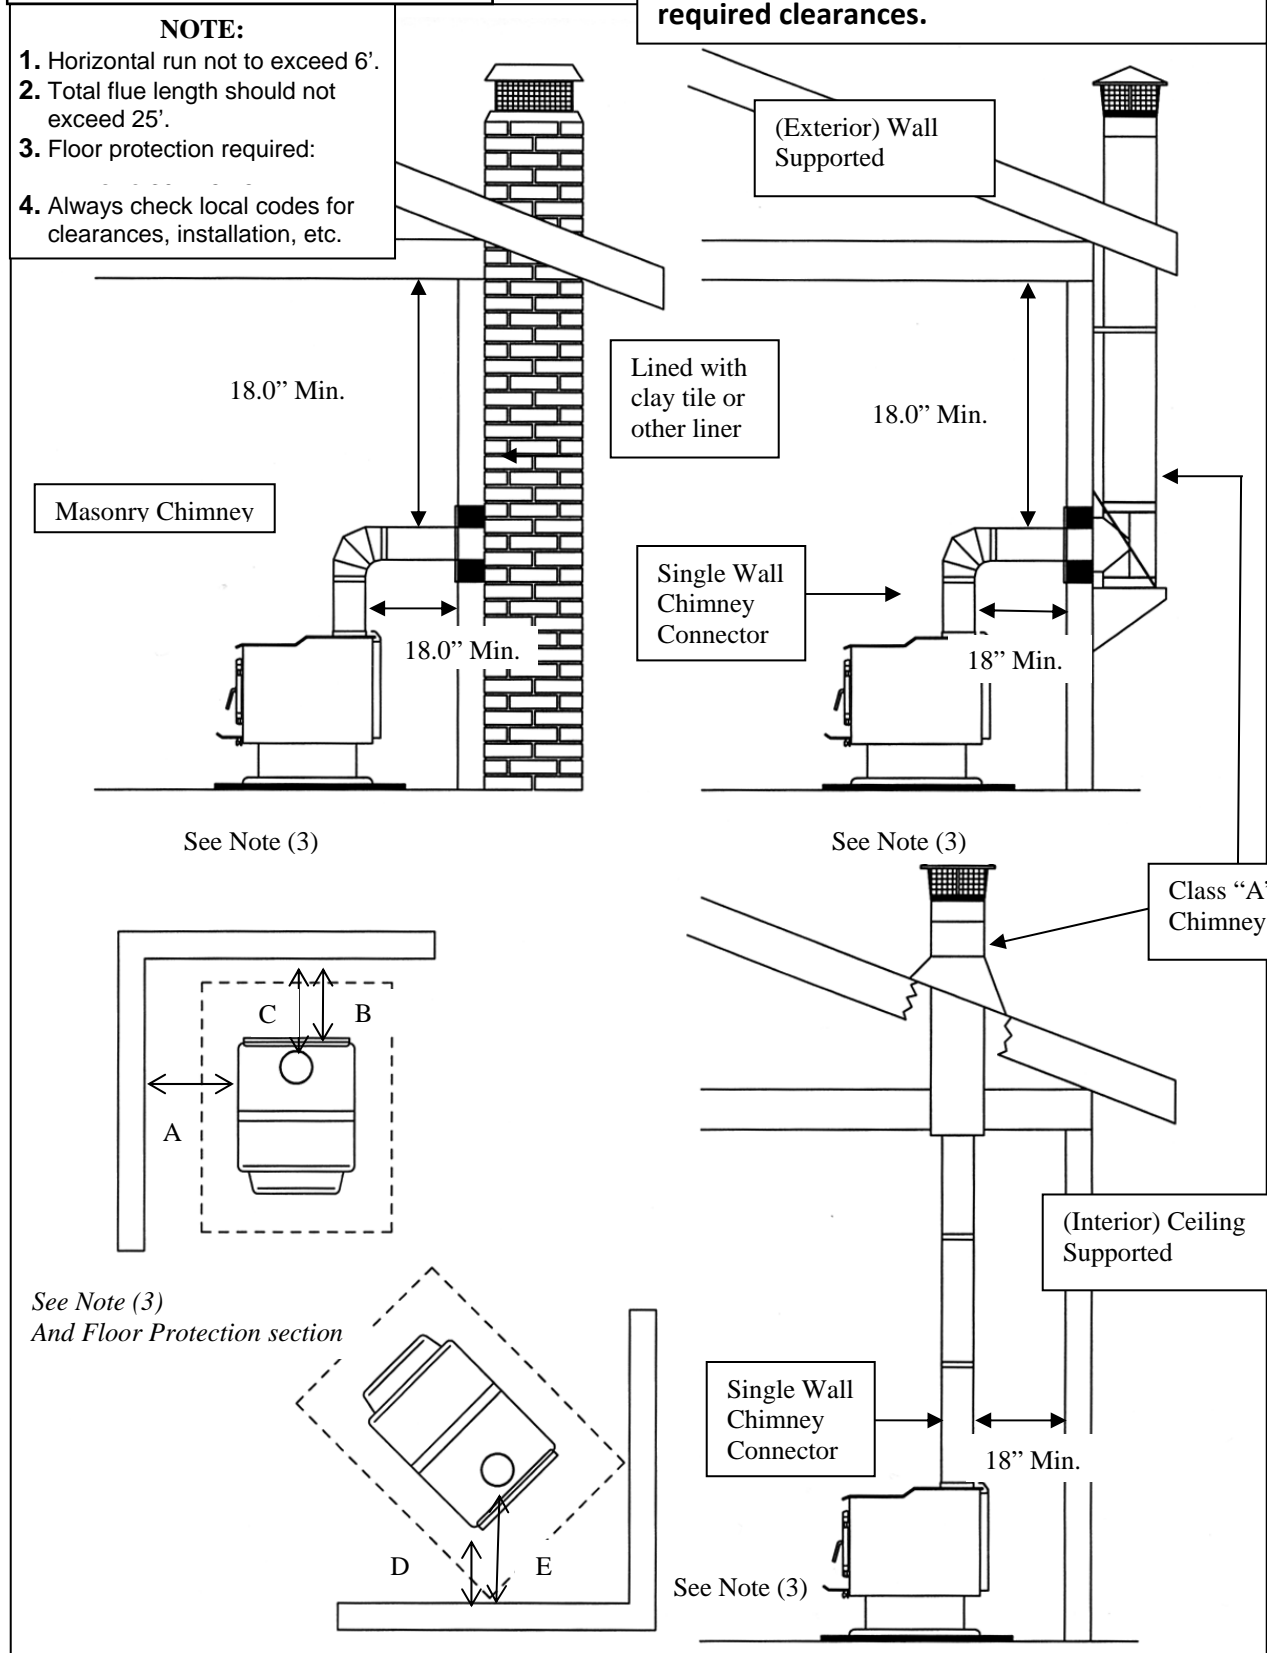 required clearances.
NOTE:
1. Horizontal run not to exceed 6’.
2. Total flue length should not
exceed 25’.
3. Floor protection required:
4. Always check local codes for
clearances, installation, etc.
(Exterior) Wall
Supported
18.0” Min.
Lined with
clay tile or
other liner
18.0” Min.
Masonry Chimney
Single Wall
Chimney
Connector
18.0” Min.
18” Min.
See Note (3)
See Note (3)
Class “A”
Chimney
C
B
A
(Interior) Ceiling
Supported
See Note (3)
And Floor Protection section
Single Wall
Chimney
Connector
18” Min.
D
E
See Note (3)